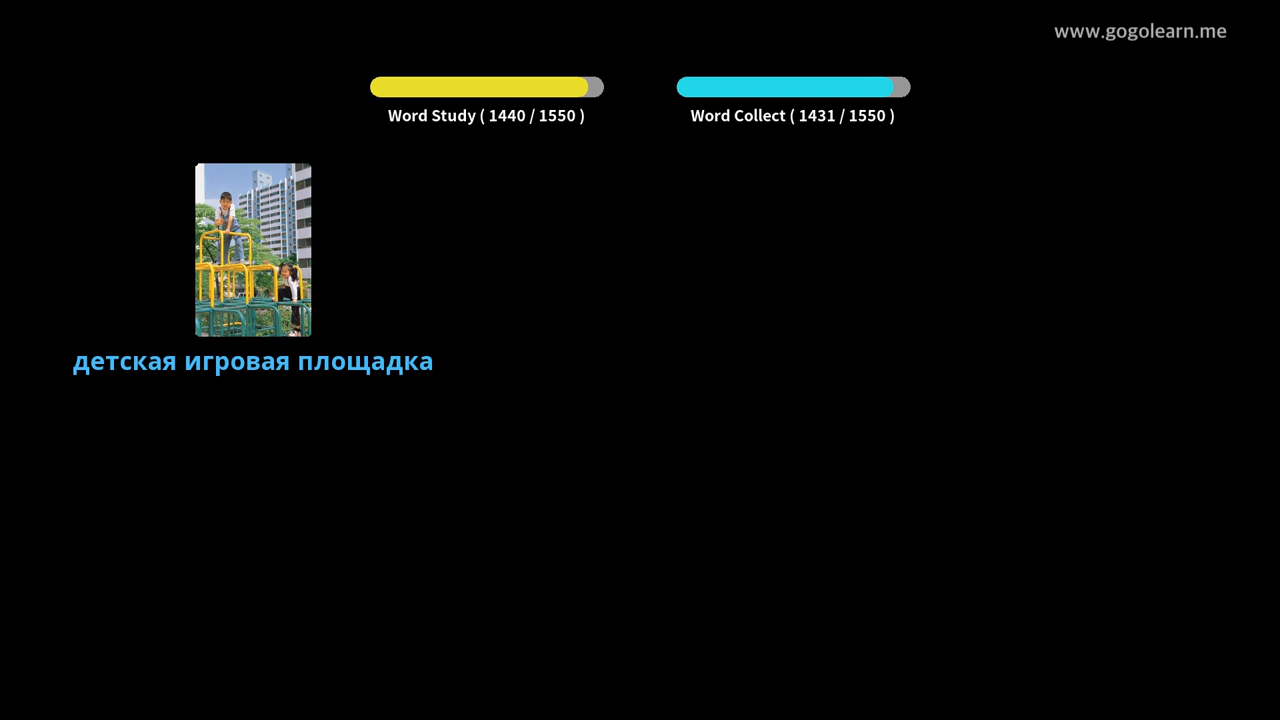 www.gogolearn.me
Word Study ( 1440 / 1550 )
Word Collect ( 1431 / 1550 )
детская игровая площадка